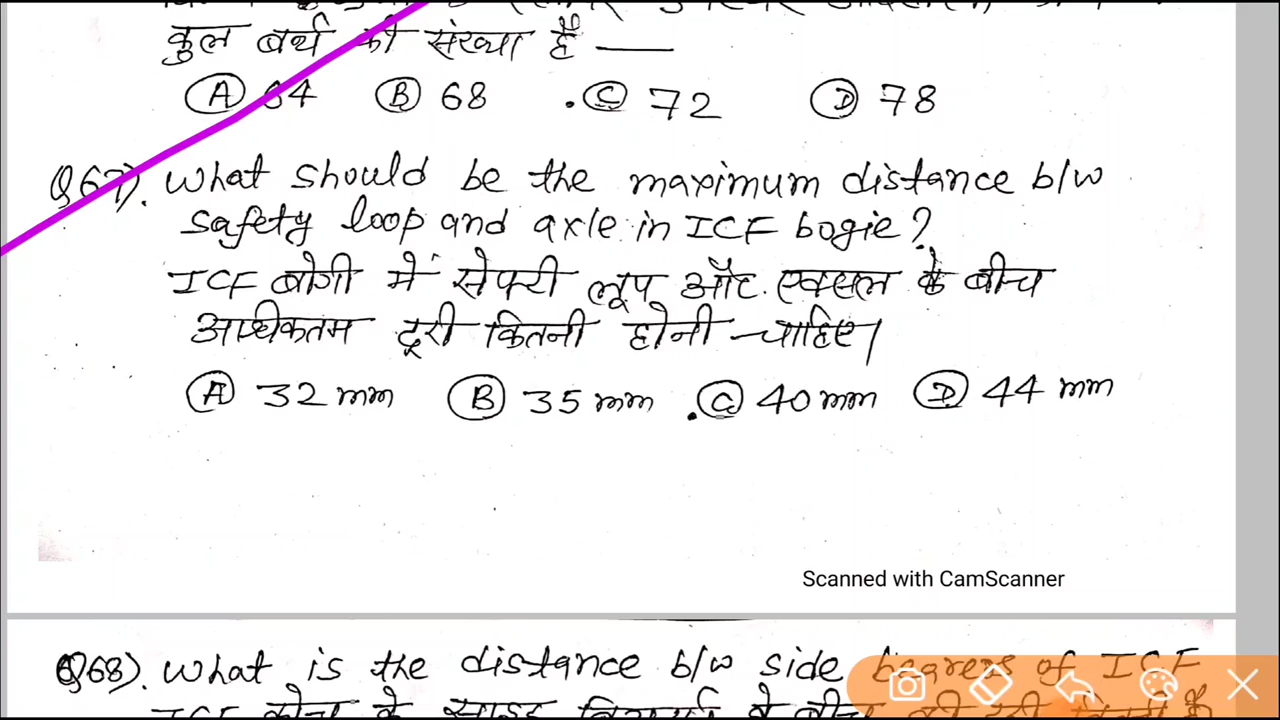 कुल बर्थ की संख्या है ——
(A) 64 (B) 68 .(C) 72 (D) 78
Q67). What should be the maximum distance b/w
safety loop and axle in ICF bogie?
ICF बोगी में सेफ्टी लूप और एक्सल के बीच
अधिकतम दूरी कितनी होनी चाहिए।
(A) 32 mm (B) 35 mm .(C) 40 mm (D) 44 mm
Scanned with CamScanner
Q68). What is the distance b/w side bearers of ICF
ICF कोच के साइड